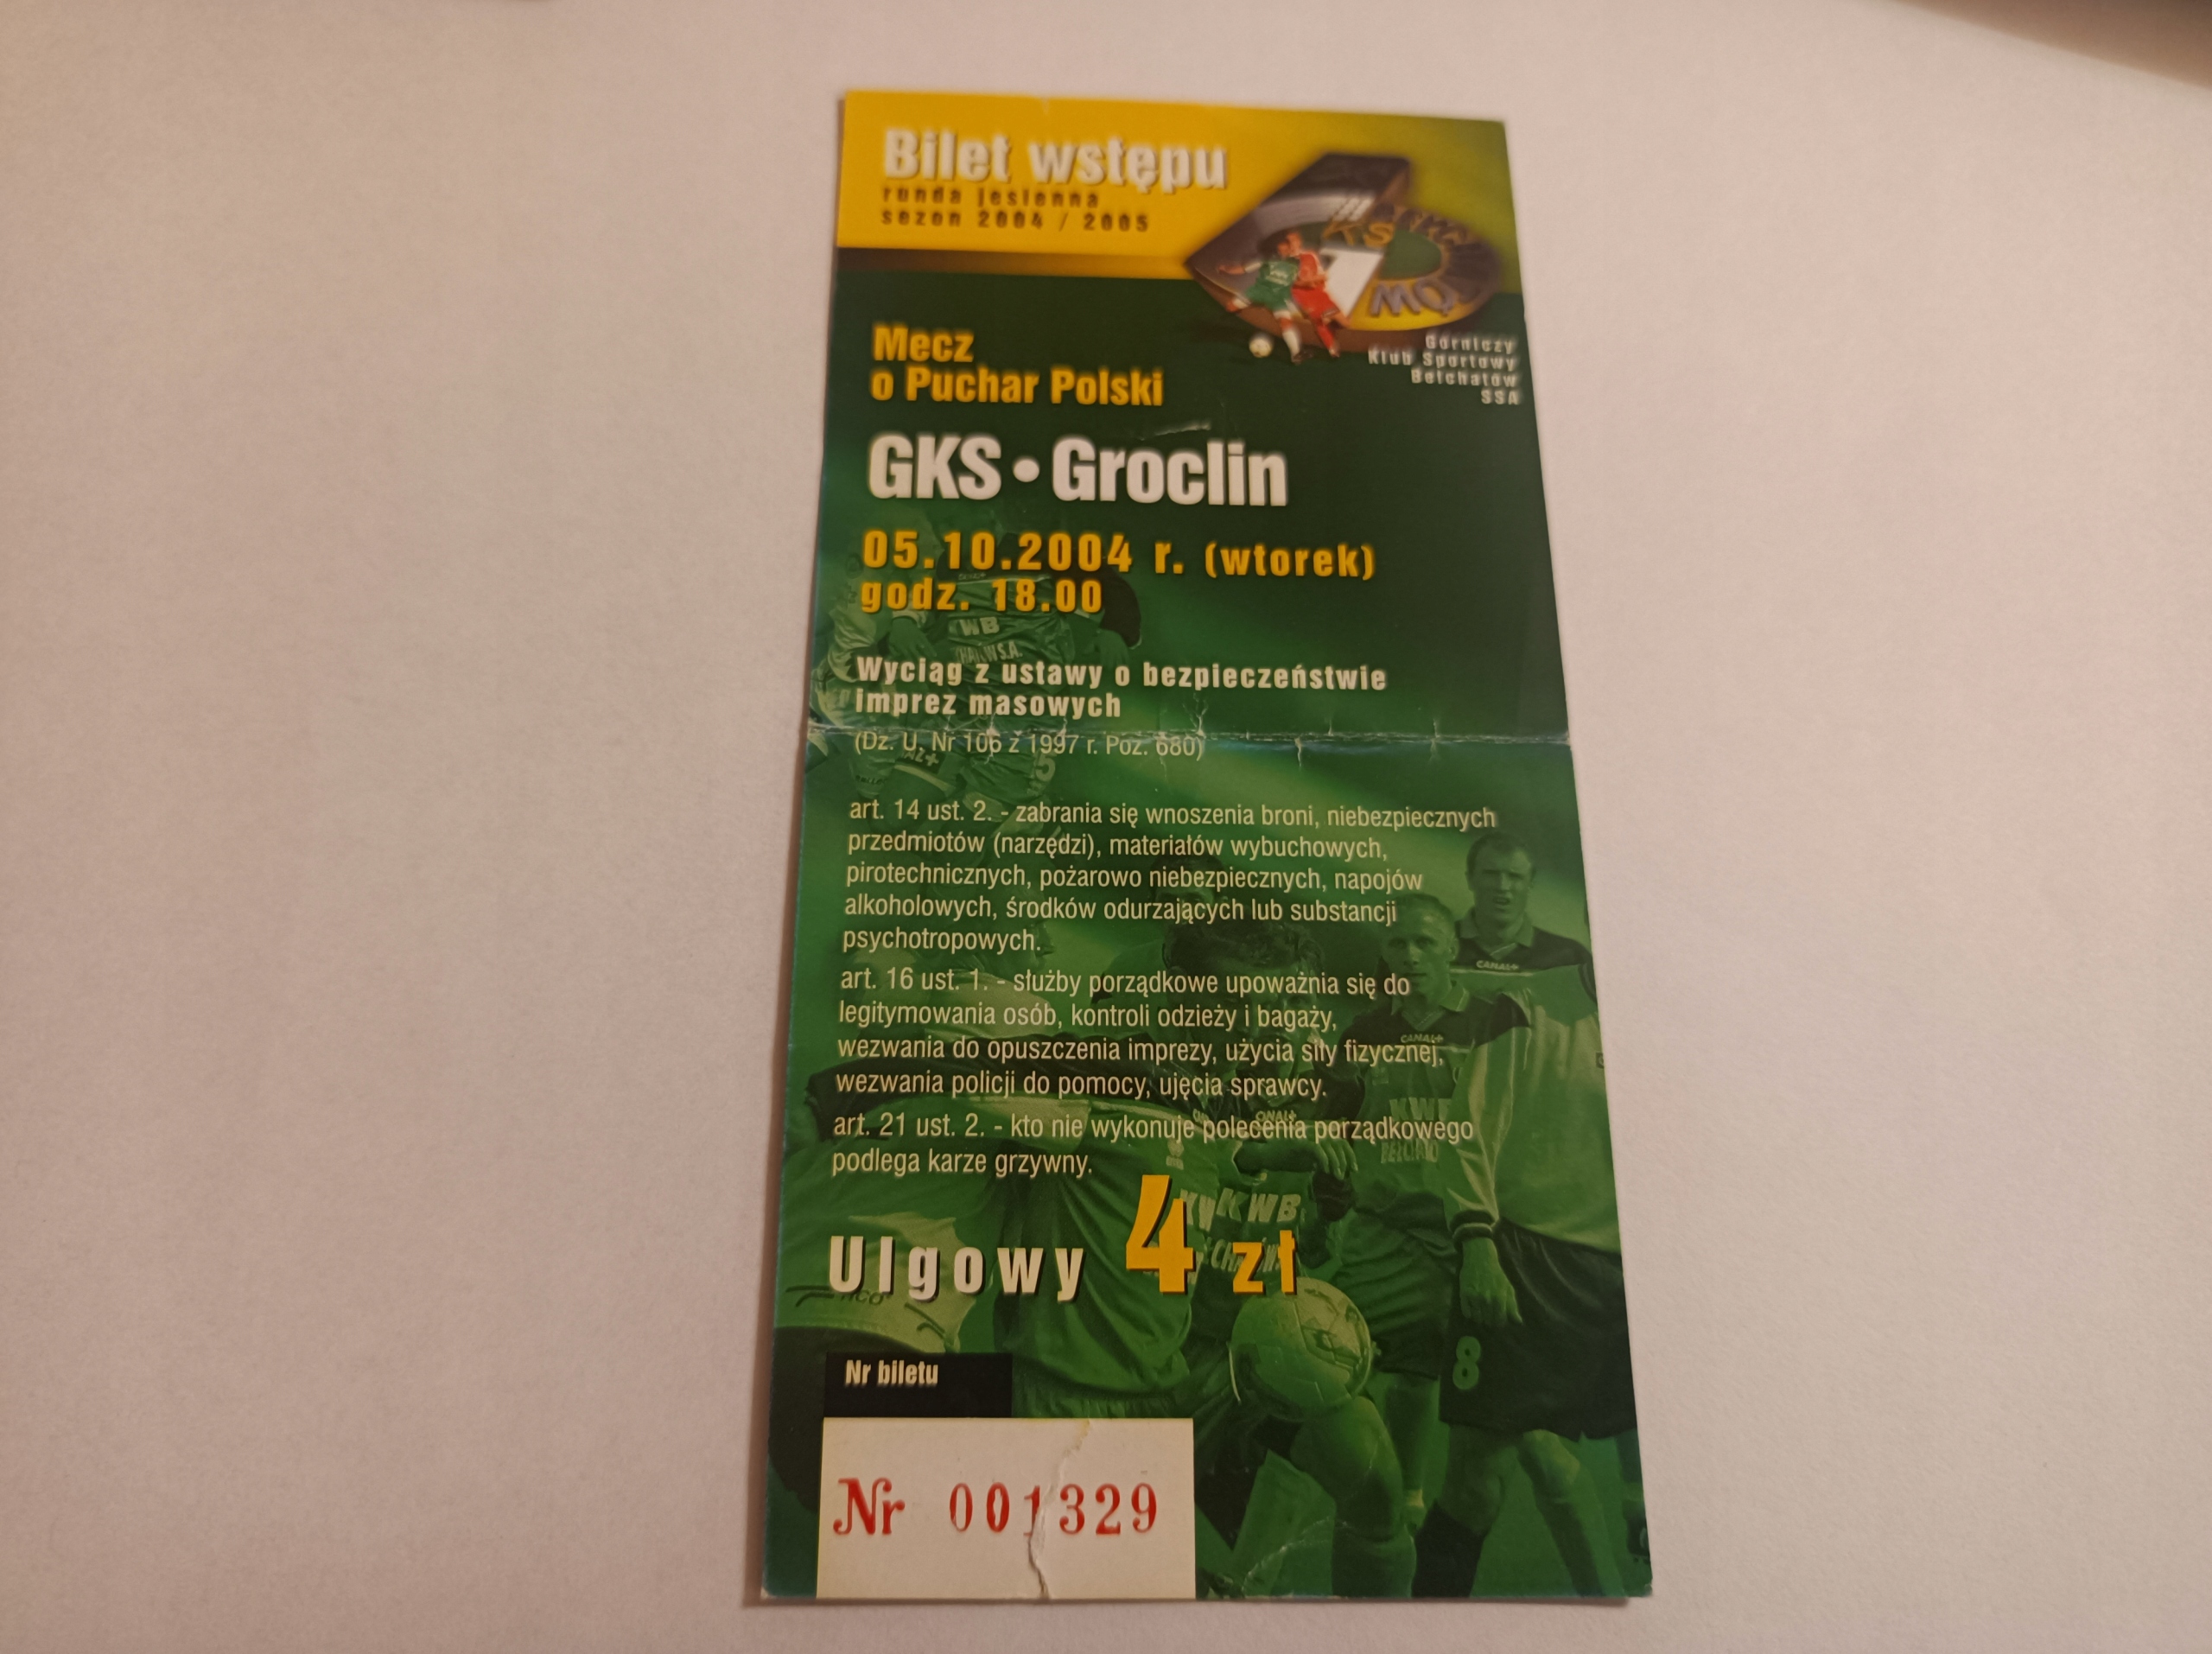 Bilet wstępu
runda jesienna
sezon 2004 / 2005
Górniczy
Klub Sportowy
Bełchatów
SSA
Mecz
o Puchar Polski
GKS • Groclin
05.10.2004 r. (wtorek)
godz. 18.00
Wyciąg z ustawy o bezpieczeństwie
imprez masowych
(Dz. U. Nr 106 z 1997 r. Poz. 680)
art. 14 ust. 2. - zabrania się wnoszenia broni, niebezpiecznych
przedmiotów (narzędzi), materiałów wybuchowych,
pirotechnicznych, pożarowo niebezpiecznych, napojów
alkoholowych, środków odurzających lub substancji
psychotropowych.
art. 16 ust. 1. - służby porządkowe upoważnia się do
legitymowania osób, kontroli odzieży i bagaży,
wezwania do opuszczenia imprezy, użycia siły fizycznej,
wezwania policji do pomocy, ujęcia sprawcy.
art. 21 ust. 2. - kto nie wykonuje polecenia porządkowego
podlega karze grzywny.
Ulgowy 4 zł
Nr biletu
Nr 001329
KWB
CANAL+
CANAL+
KWB
8